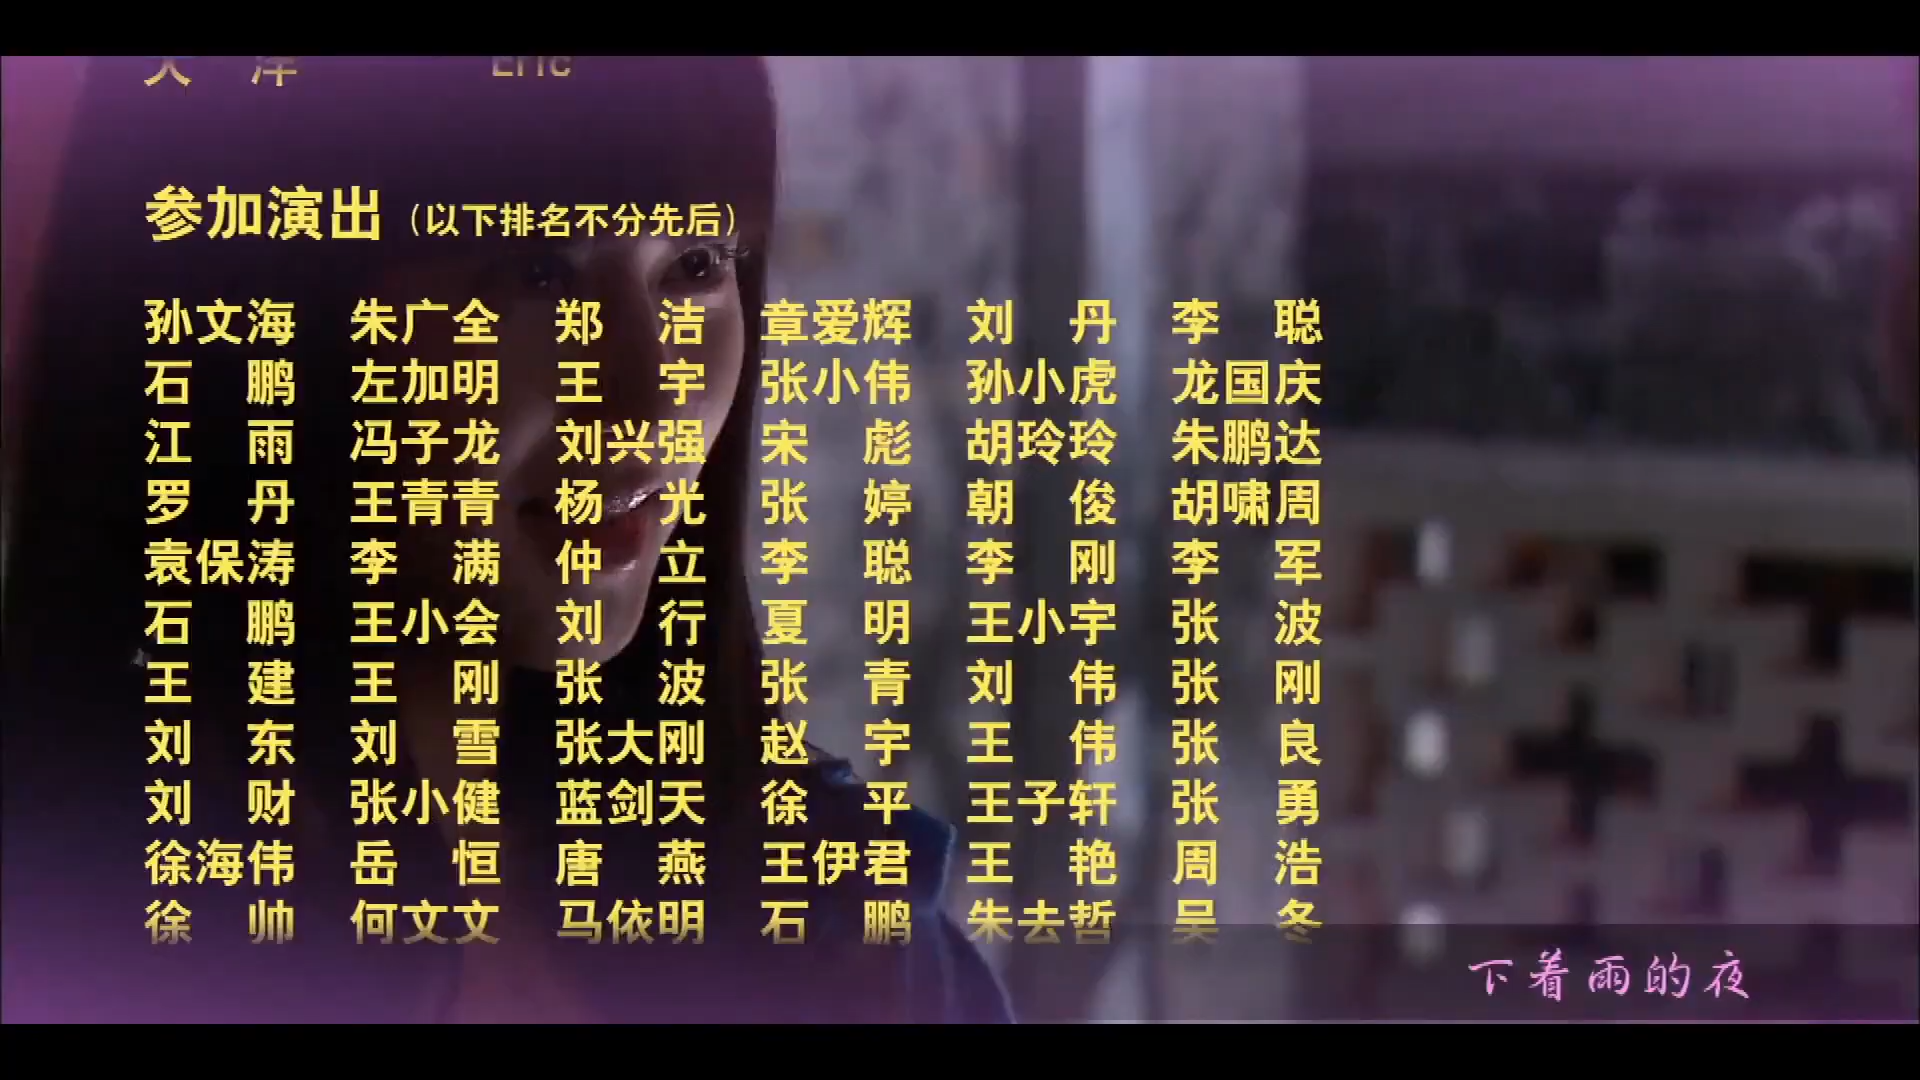 Eric
参加演出（以下排名不分先后）
孙文海 朱广全 郑洁 章爱辉 刘丹 李聪
石鹏 左加明 王宇 张小伟 孙小虎 龙国庆
江雨 冯子龙 刘兴强 宋彪 胡玲玲 朱鹏达
罗丹 王青青 杨光 张婷 朝俊 胡啸周
袁保涛 李满 仲立 李聪 李刚 李军
石鹏 王小会 刘行 夏明 王小宇 张波
王建 王刚 张波 张青 刘伟 张刚
刘东 刘雪 张大刚 赵宇 王伟 张良
刘财 张小健 蓝剑天 徐平 王子轩 张勇
徐海伟 岳恒 唐燕 王伊君 王艳 周浩
徐帅 何文文 马依明 石鹏 朱去哲 吴冬
下着雨的夜